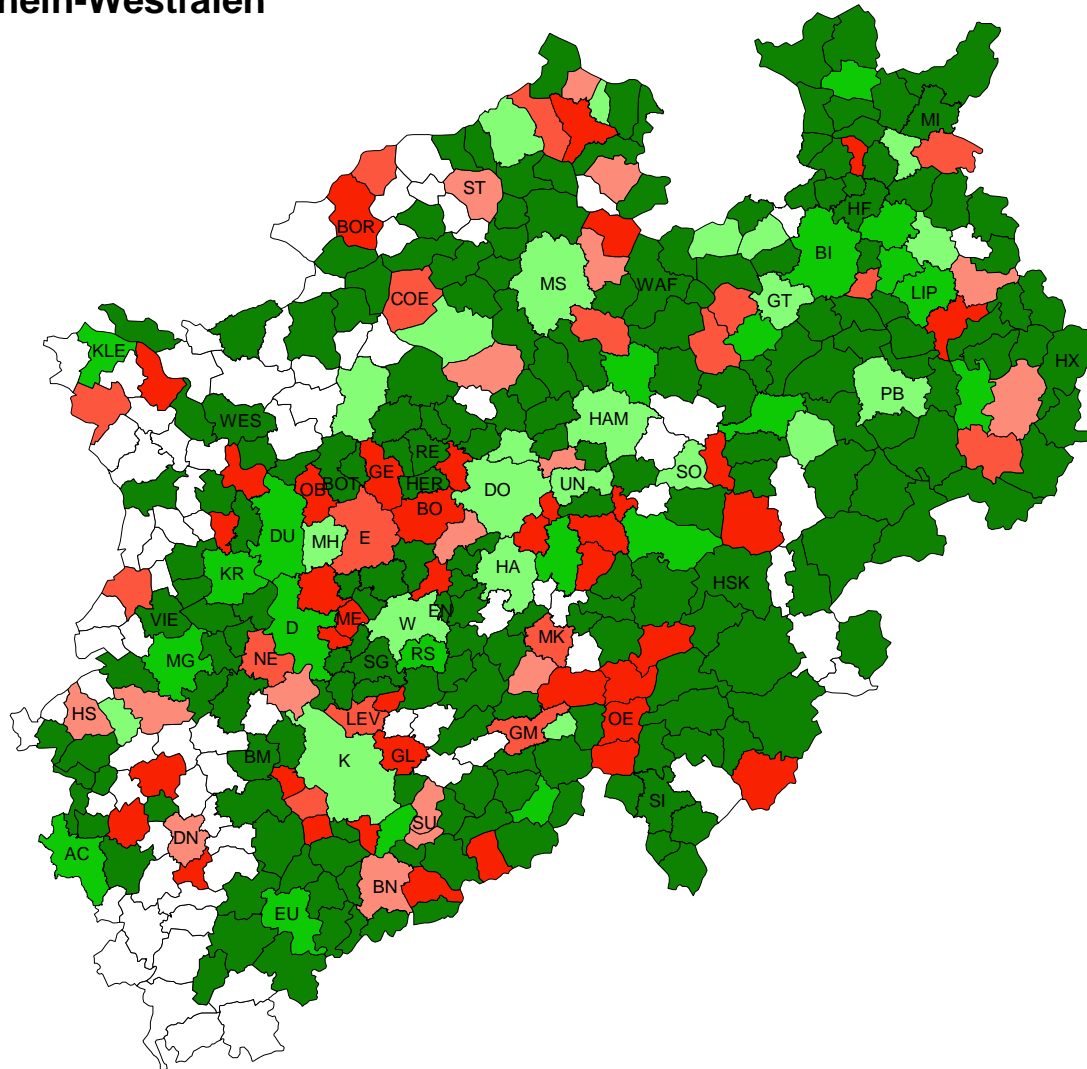 hein-Westfalen
MI
HF
ST
BOR
BI
MS
WAF
LIP
COE
GT
KLE
HX
PB
WES
HAM
RE
GE
SO
BOT
HER
UN
OB
DO
BO
DU
MH
E
HA
KR
HSK
EN
ME
VIE
W
D
MK
RS
MG
NE
SG
HS
LEV
OE
GM
BM
K
GL
SI
SU
DN
AC
BN
EU